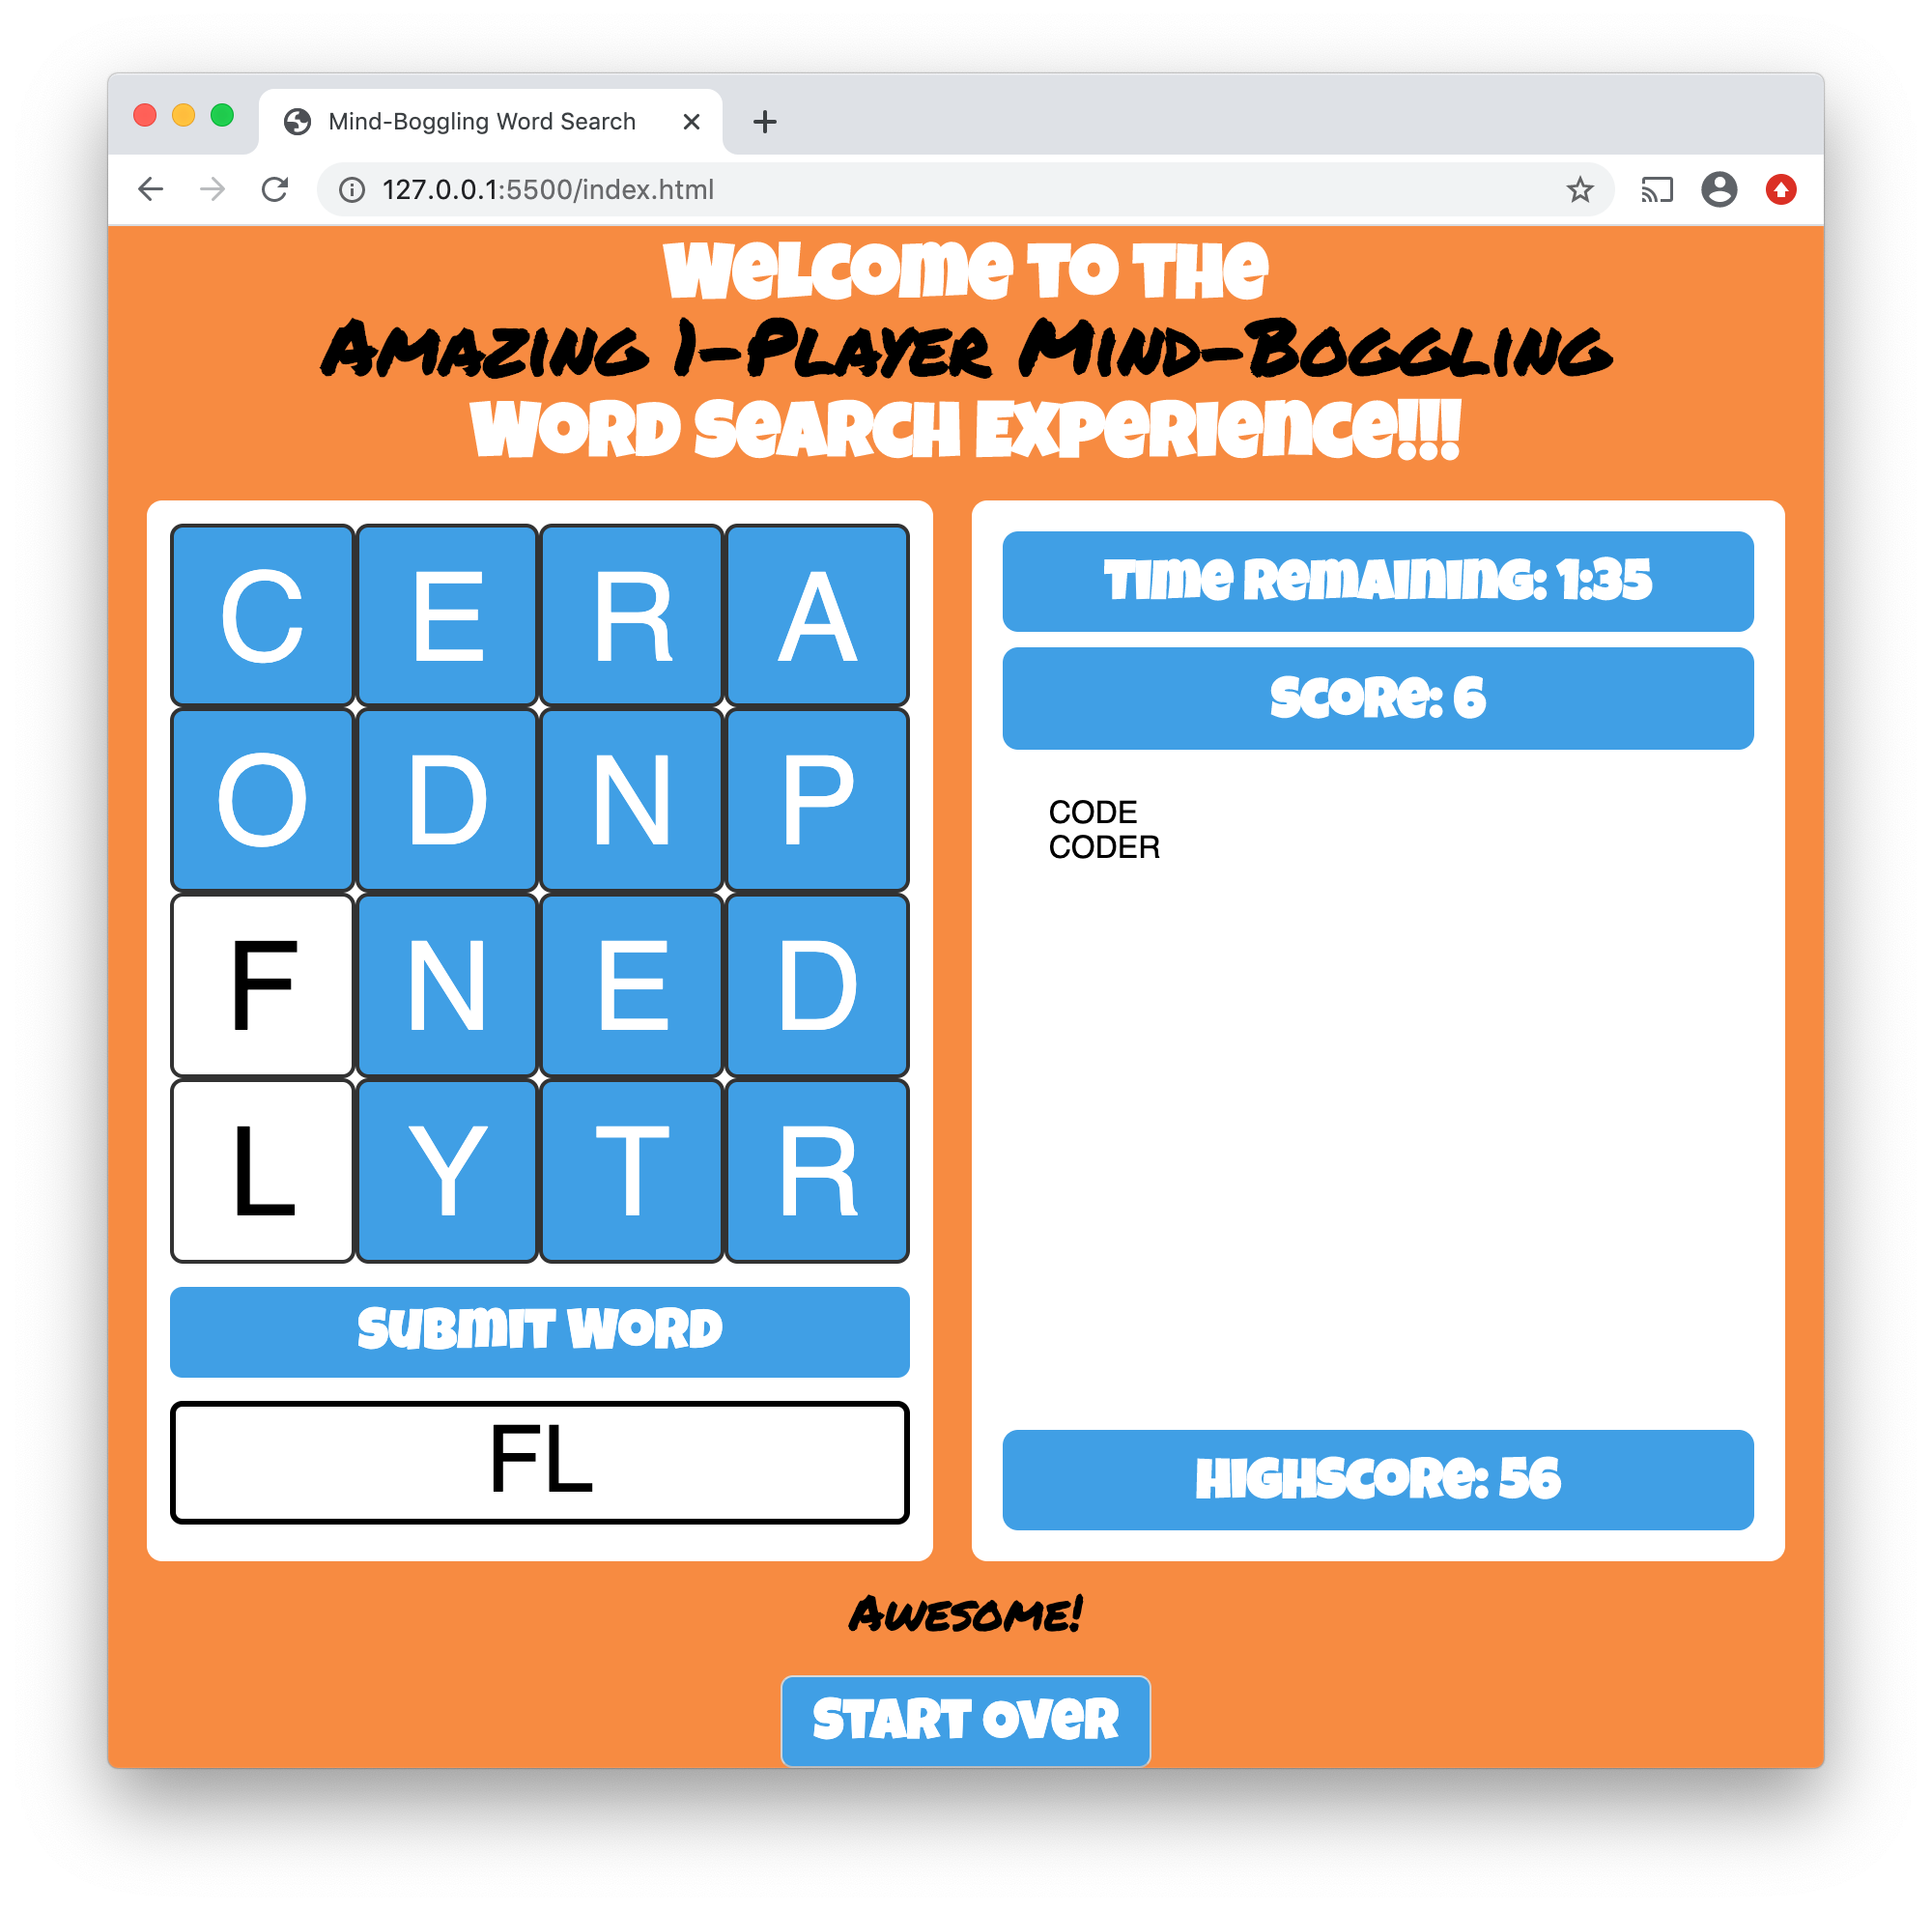 Mind-Boggling Word Search
127.0.0.1:5500/index.html
Welcome to the
Amazing 1-Player Mind-Boggling
Word Search Experience!!!
C E R A
O D N P
F N E D
L Y T R
Submit Word
FL
Time Remaining: 1:35
Score: 6
CODE
CODER
HighScore: 56
Awesome!
Start Over